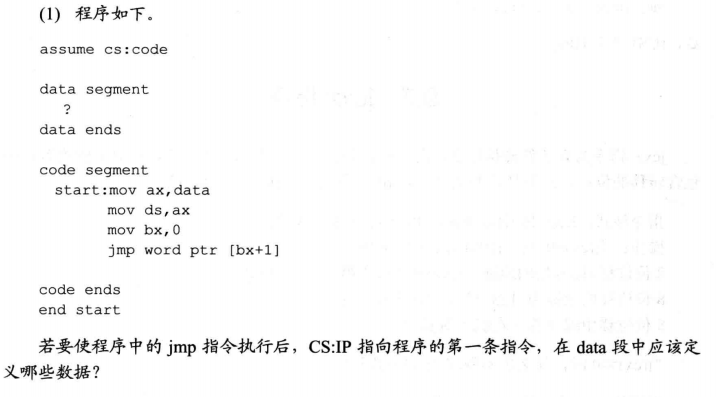 (1) 程序如下。
assume cs:code
data segment
?
data ends
code segment
start:mov ax,data
mov ds,ax
mov bx,0
jmp word ptr [bx+1]
code ends
end start
若要使程序中的 jmp 指令执行后，CS:IP 指向程序的第一条指令，在 data 段中应该定
义哪些数据?